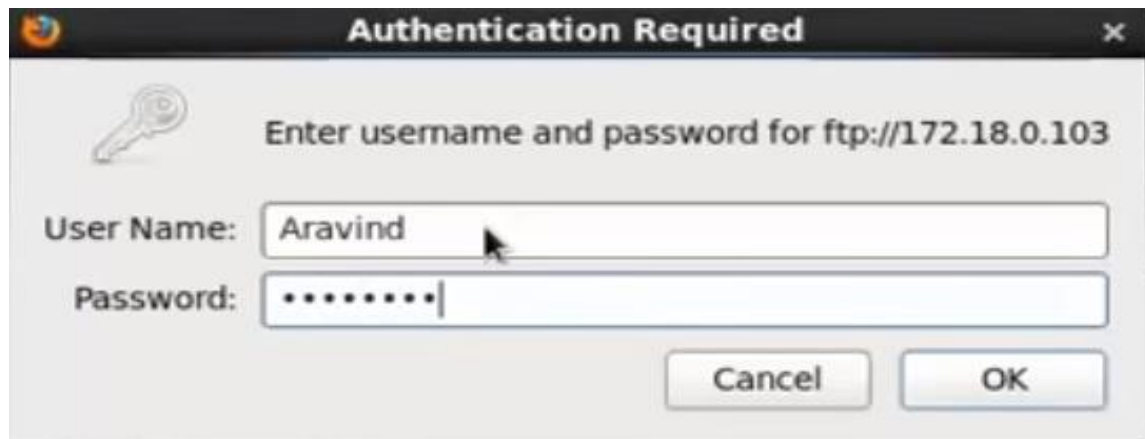 Authentication Required
Enter username and password for ftp://172.18.0.103
User Name: Aravind
Password: ••••••••
Cancel OK